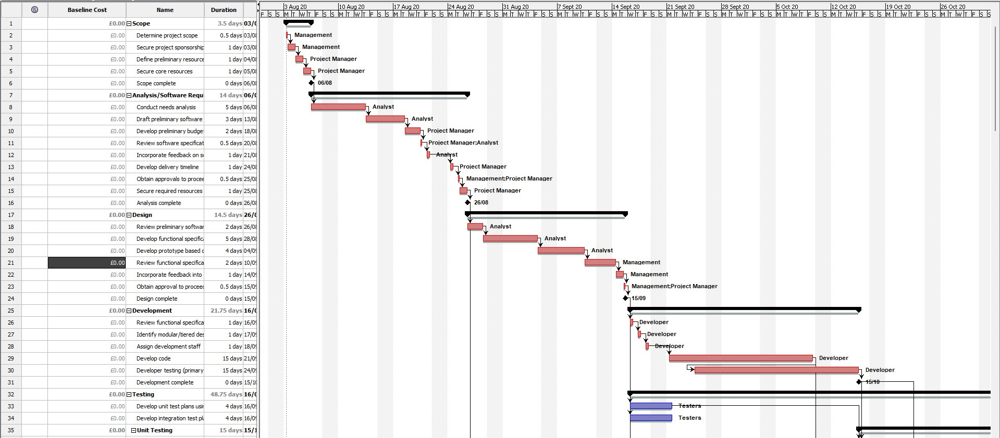 Baseline Cost Name Duration
3 Aug 20 10 Aug 20 17 Aug 20 24 Aug 20 31 Aug 20 7 Sept 20 14 Sept 20 21 Sept 20 28 Sept 20 5 Oct 20 12 Oct 20 19 Oct 20 26 Oct 20
F S S M T W T F S S M T W T F S S M T W T F S S M T W T F S S M T W T F S S M T W T F S S M T W T F S S M T W T F S S M T W T F S S M T W T F S S M T W T F S S M T W T F S S M T W T F S S
1 £0.00 Scope 3.5 days 03/0
2 £0.00 Determine project scope 0.5 days 03/08 Management
3 £0.00 Secure project sponsorship 1 day 03/08 Management
4 £0.00 Define preliminary resource 1 day 04/08 Project Manager
5 £0.00 Secure core resources 1 day 05/08 Project Manager
6 £0.00 Scope complete 0 days 06/08 06/08
7 £0.00 Analysis/Software Requi 14 days 06/0
8 £0.00 Conduct needs analysis 5 days 06/08 Analyst
9 £0.00 Draft preliminary software 3 days 13/08 Analyst
10 £0.00 Develop preliminary budge 2 days 18/08 Project Manager
11 £0.00 Review software specificat 0.5 days 20/08 Project Manager;Analyst
12 £0.00 Incorporate feedback on s 1 day 21/08 Analyst
13 £0.00 Develop delivery timeline 1 day 24/08 Project Manager
14 £0.00 Obtain approvals to procee 0.5 days 25/08 Management;Project Manager
15 £0.00 Secure required resources 1 day 25/08 Project Manager
16 £0.00 Analysis complete 0 days 26/08 26/08
17 £0.00 Design 14.5 days 26/0
18 £0.00 Review preliminary softwar 2 days 26/08 Analyst
19 £0.00 Develop functional specifica 5 days 28/08 Analyst
20 £0.00 Develop prototype based o 4 days 04/09 Analyst
21 £0.00 Review functional specifica 2 days 10/09 Management
22 £0.00 Incorporate feedback into 1 day 14/09 Management
23 £0.00 Obtain approval to proceed 0.5 days 15/09 Management;Project Manager
24 £0.00 Design complete 0 days 15/09 15/09
25 £0.00 Development 21.75 days 16/0
26 £0.00 Review functional specifica 1 day 16/09 Developer
27 £0.00 Identify modular/tiered des 1 day 17/09 Developer
28 £0.00 Assign development staff 1 day 18/09 Developer
29 £0.00 Develop code 15 days 21/09 Developer
30 £0.00 Developer testing (primary 15 days 24/09 Developer
31 £0.00 Development complete 0 days 15/10 15/10
32 £0.00 Testing 48.75 days 16/0
33 £0.00 Develop unit test plans usin 4 days 16/09 Testers
34 £0.00 Develop integration test pl 4 days 16/09 Testers
35 £0.00 Unit Testing 15 days 15/1